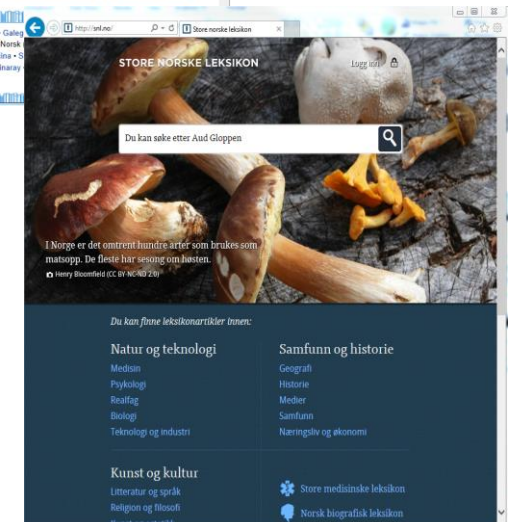 Galeg
Norsk
http://snl.no/
Store norske leksikon
STORE NORSKE LEKSIKON
Logg inn
Du kan søke etter Aud Gloppen
I Norge er det omtrent hundre arter som brukes som
matsopp. De fleste har sesong om høsten.
Henry Bloomfield (CC BY-NC-ND 2.0)
Du kan finne leksikonartikler innen:
Natur og teknologi
Medisin
Psykologi
Realfag
Biologi
Teknologi og industri
Samfunn og historie
Geografi
Historie
Medier
Samfunn
Næringsliv og økonomi
Kunst og kultur
Litteratur og språk
Religion og filosofi
Store medisinske leksikon
Norsk biografisk leksikon